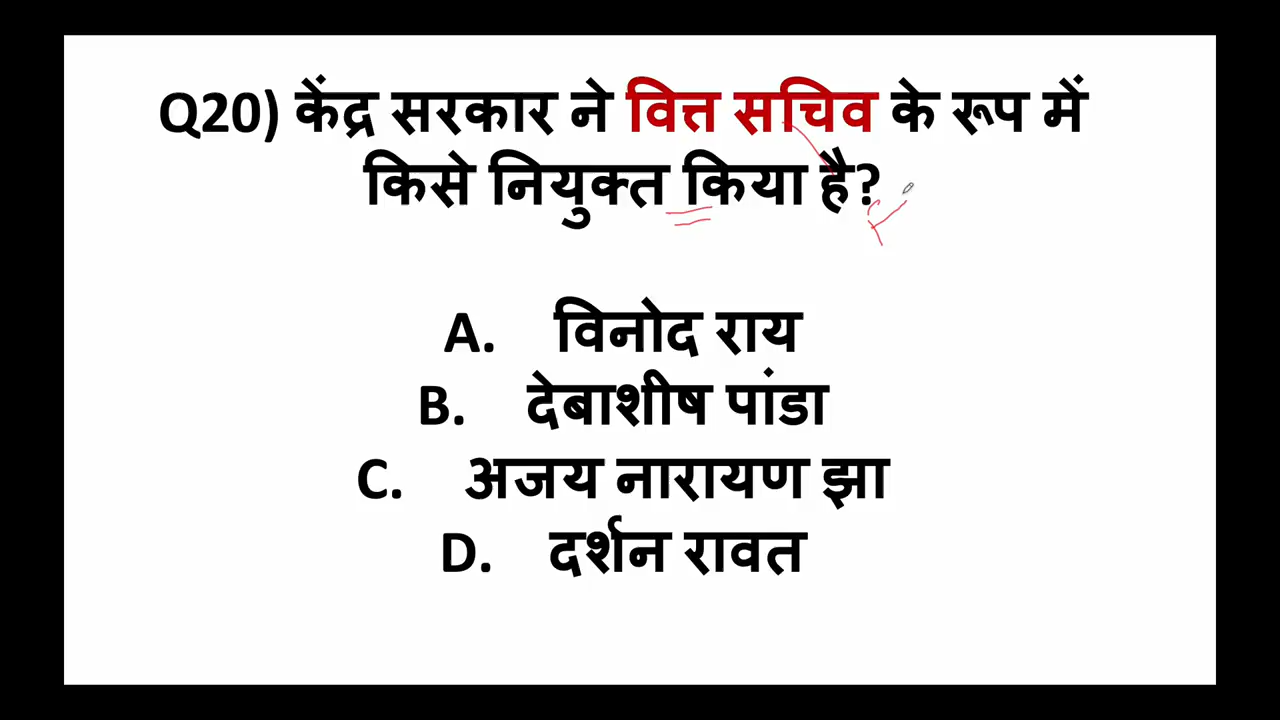 Q20) केंद्र सरकार ने वित्त सचिव के रूप में
किसे नियुक्त किया है?
A. विनोद राय
B. देबाशीष पांडा
C. अजय नारायण झा
D. दर्शन रावत